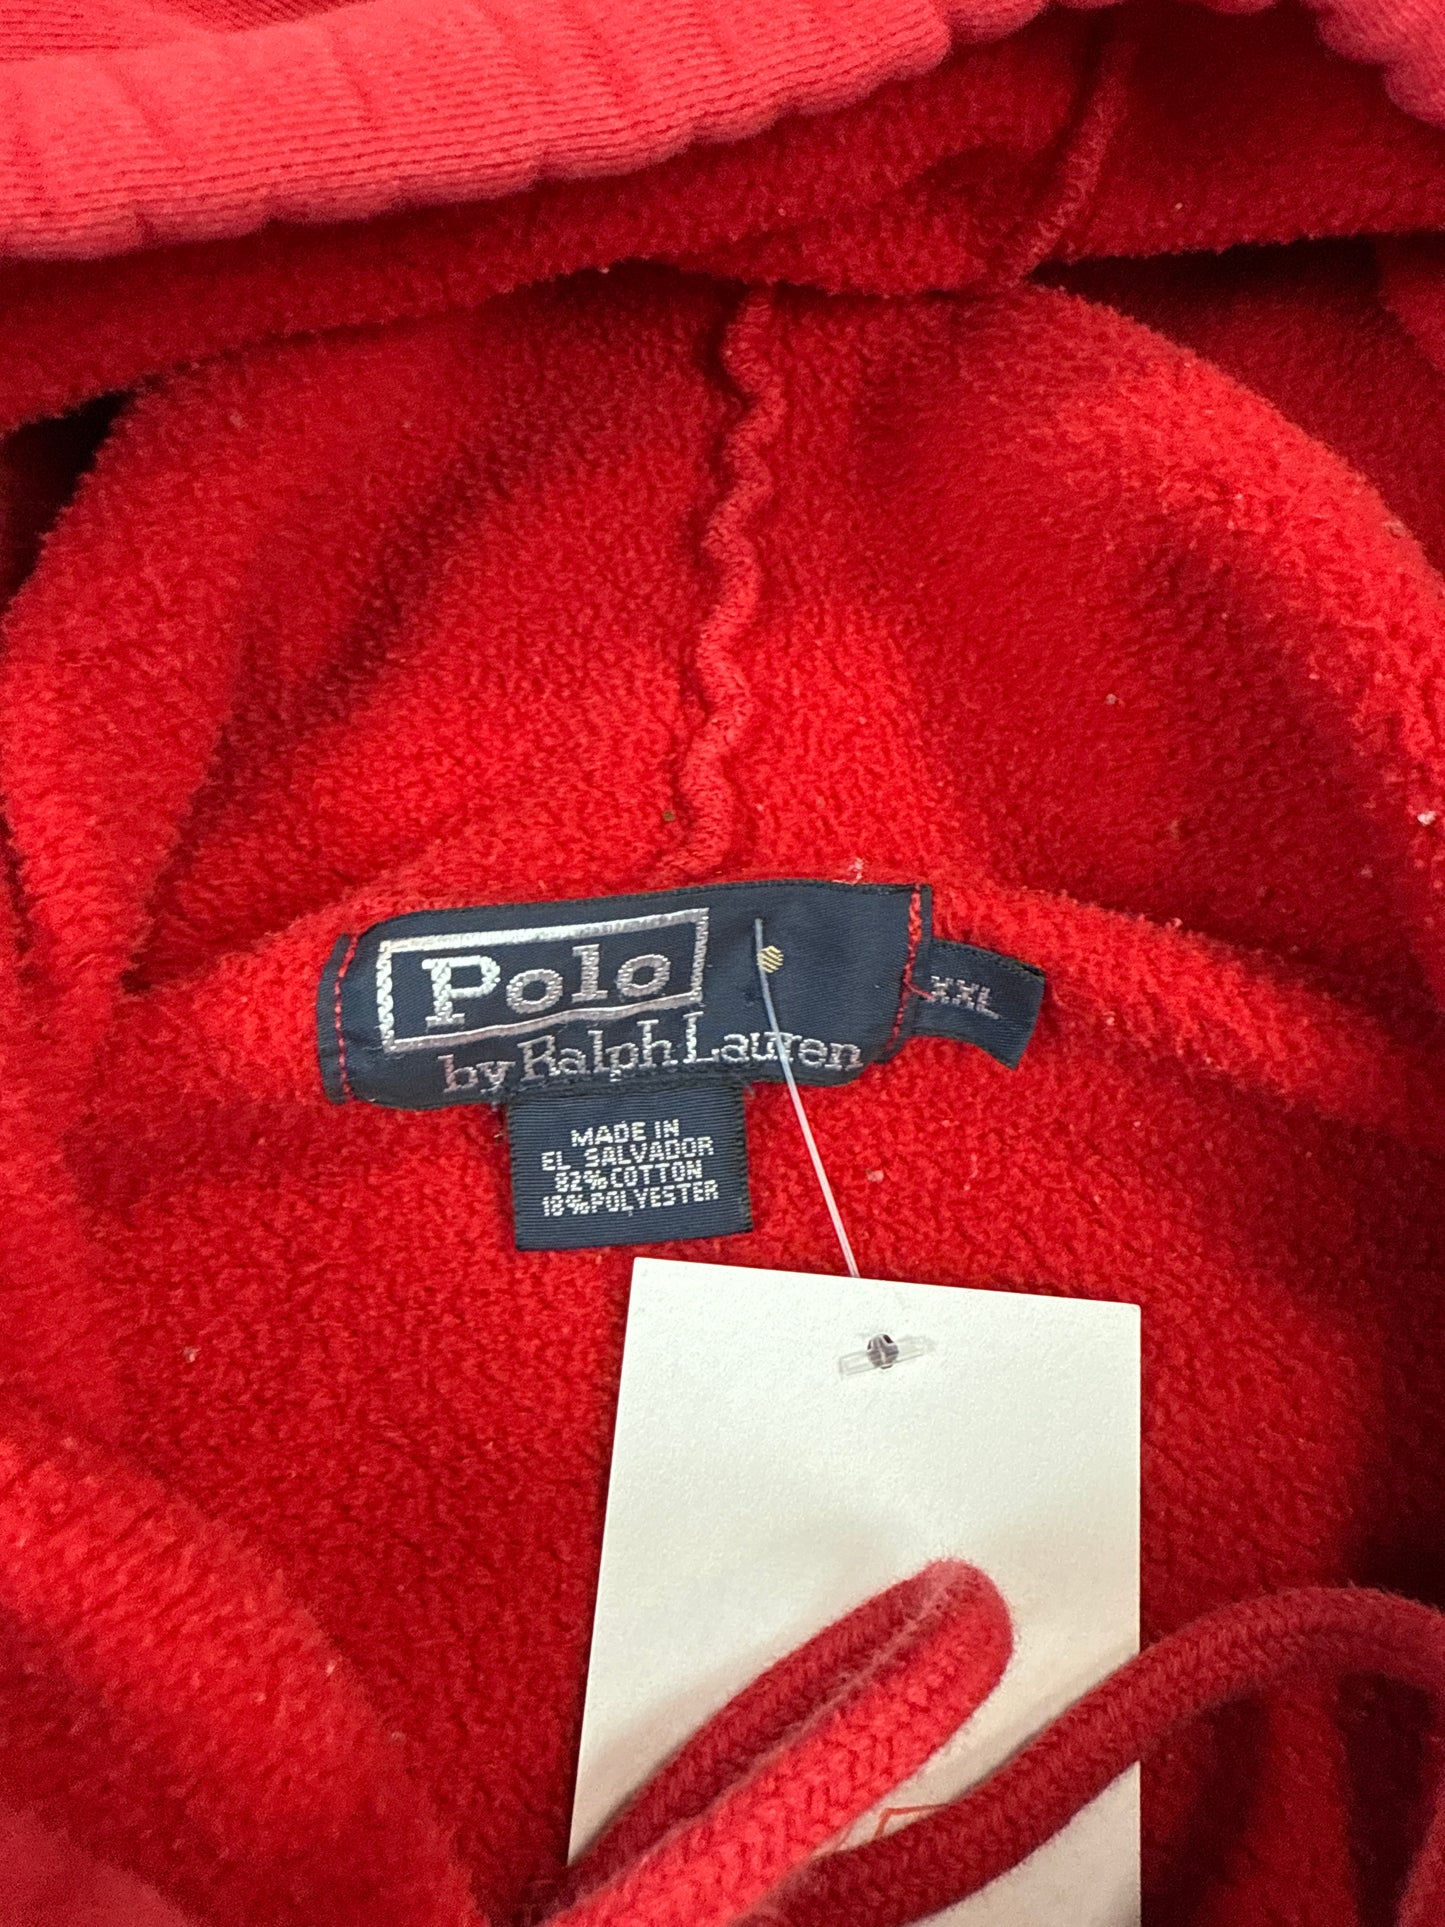 Polo
by Ralph Lauren
XXL
MADE IN
EL SALVADOR
82% COTTON
18% POLYESTER